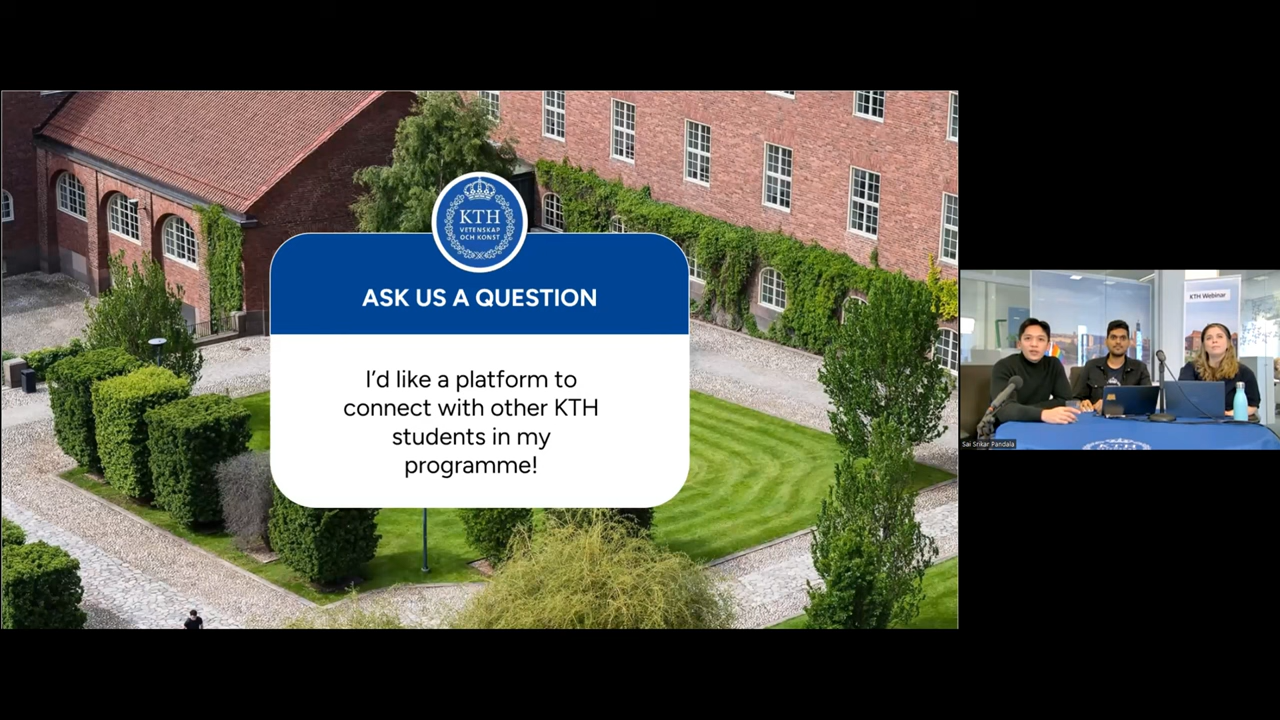 KTH
VETENSKAP
OCH KONST
ASK US A QUESTION
I'd like a platform to
connect with other KTH
students in my
programme!
KTH Webinar
Sai Srikar Pandala
KTH